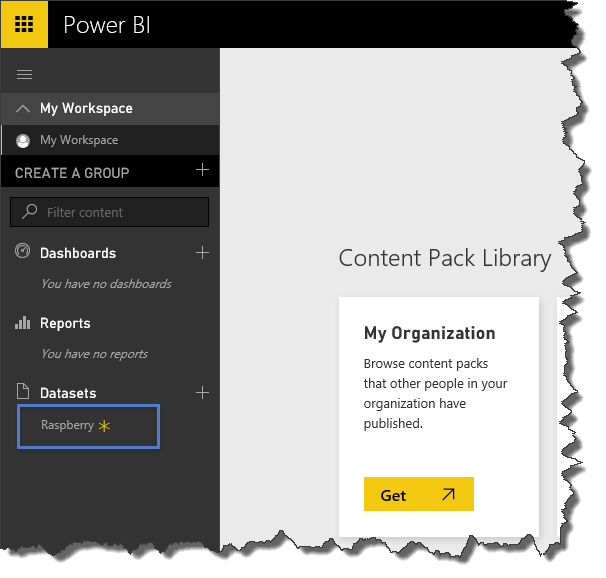 Power BI
My Workspace
My Workspace
CREATE A GROUP
Filter content
Dashboards
You have no dashboards
Reports
You have no reports
Datasets
Raspberry
Content Pack Library
My Organization
Browse content packs
that other people in your
organization have
published.
Get